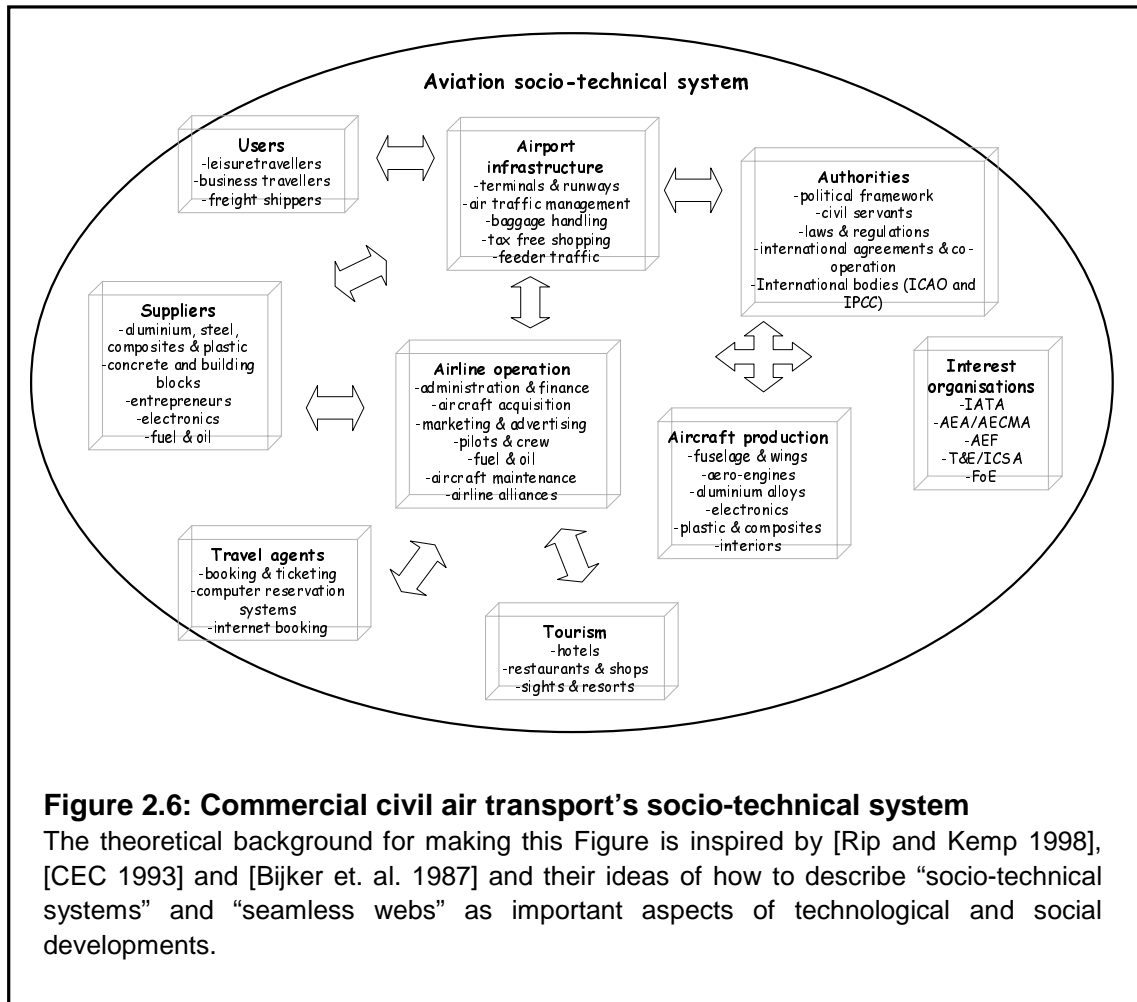 Aviation socio-technical system
Users
-leisuretravellers
-business travellers
-freight shippers
Airport
infrastructure
-terminals & runways
-air traffic management
-baggage handling
-tax free shopping
-feeder traffic
Authorities
-political framework
-civil servants
-laws & regulations
-international agreements & co-
operation
-International bodies (ICAO and
IPCC)
Suppliers
-aluminium, steel,
composites & plastic
-concrete and building
blocks
-entrepreneurs
-electronics
-fuel & oil
Airline operation
-administration & finance
-aircraft acquisition
-marketing & advertising
-pilots & crew
-fuel & oil
-aircraft maintenance
-airline alliances
Interest
organisations
-IATA
-AEA/AECMA
-AEF
-T&E/ICSA
-FoE
Aircraft production
-fuselage & wings
-aero-engines
-aluminium alloys
-electronics
-plastic & composites
-interiors
Travel agents
-booking & ticketing
-computer reservation
systems
-internet booking
Tourism
-hotels
-restaurants & shops
-sights & resorts
Figure 2.6: Commercial civil air transport's socio-technical system
The theoretical background for making this Figure is inspired by [Rip and Kemp 1998],
[CEC 1993] and [Bijker et. al. 1987] and their ideas of how to describe “socio-technical
systems” and “seamless webs” as important aspects of technological and social
developments.